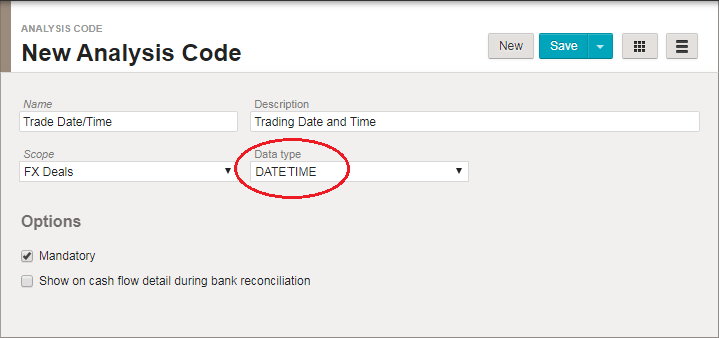 ANALYSIS CODE
New Analysis Code
New Save
Name Description
Trade Date/Time Trading Date and Time
Scope Data type
FX Deals DATETIME
Options
Mandatory
Show on cash flow detail during bank reconciliation